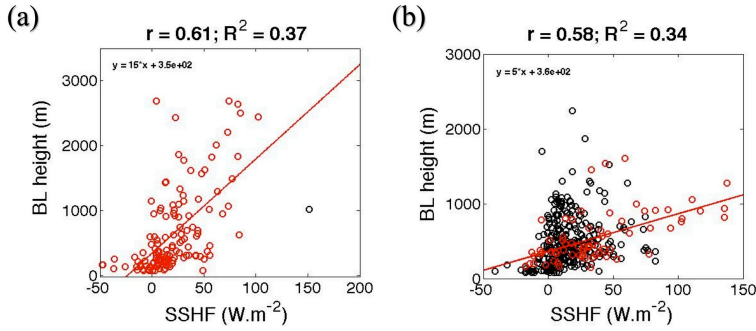 (a)
r = 0.61; R² = 0.37
y = 15*x + 3.5e+02
3000
2000
1000
0
BL height (m)
-50 0 50 100 150 200
SSHF (W.m⁻²)
(b)
r = 0.58; R² = 0.34
y = 5*x + 3.6e+02
3000
2000
1000
0
BL height (m)
-50 0 50 100 150
SSHF (W.m⁻²)